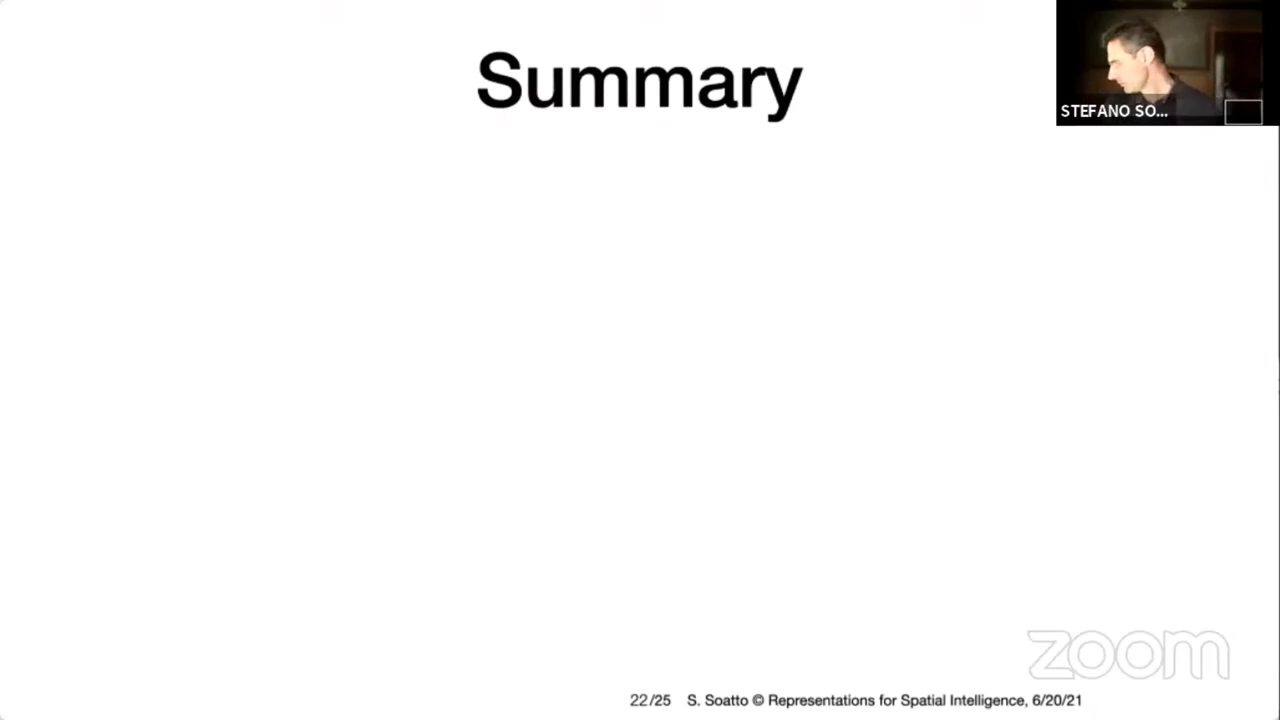 Summary
STEFANO SO...
zoom
22/25 S. Soatto © Representations for Spatial Intelligence, 6/20/21